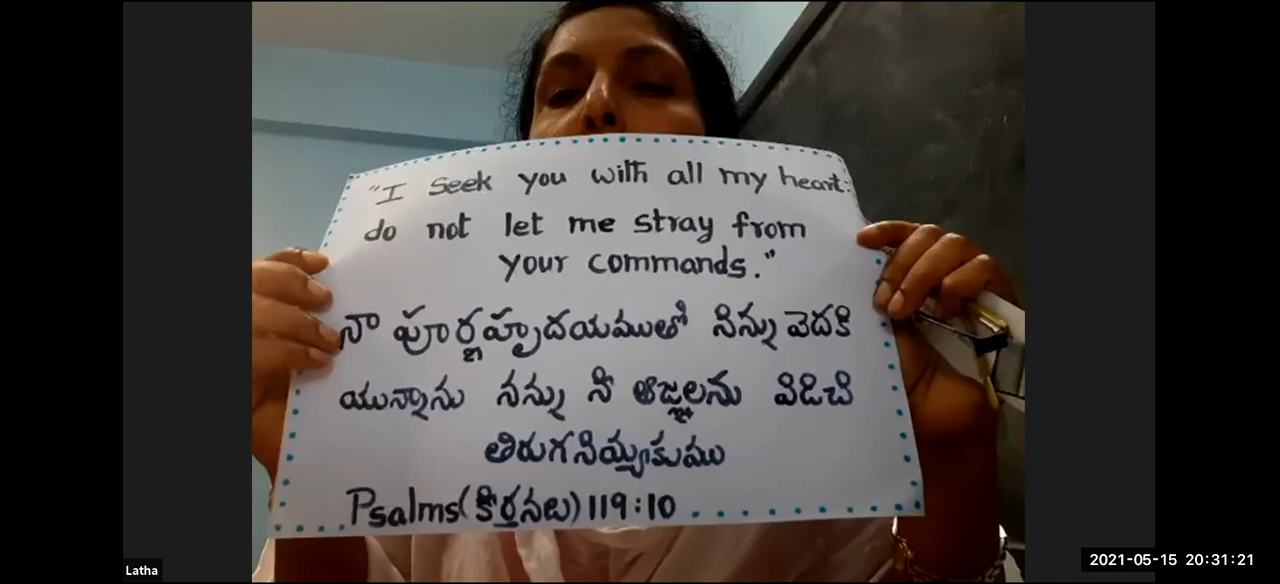 "I seek you with all my heart:
do not let me stray from
your commands."
నా పూర్ణహృదయముతో నిన్ను వెదకి
యున్నాను నన్ను నీ ఆజ్ఞలను విడిచి
తిరుగనియ్యకుము
Psalms(కీర్తనలు) 119:10
Latha
2021-05-15 20:31:21